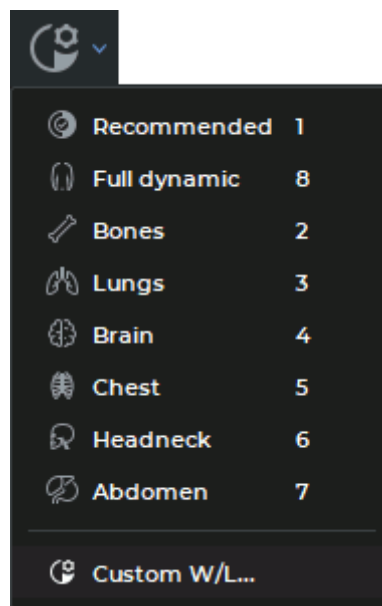 Recommended 1
Full dynamic 8
Bones 2
Lungs 3
Brain 4
Chest 5
Headneck 6
Abdomen 7
Custom W/L...